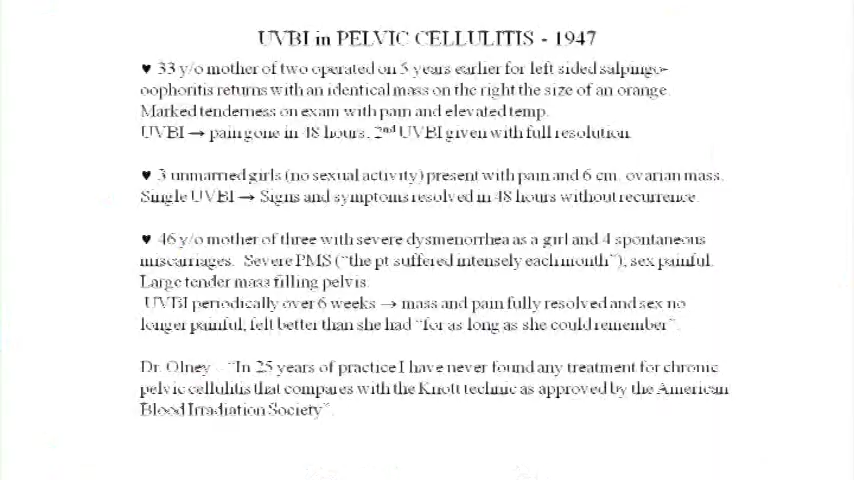 UVBI in PELVIC CELLULITIS - 1947
♥ 33 y/o mother of two operated on 5 years earlier for left sided salpingo-
oophoritis returns with an identical mass on the right the size of an orange.
Marked tenderness on exam with pain and elevated temp.
UVBI → pain gone in 48 hours. 2nd UVBI given with full resolution.
♥ 3 unmarried girls (no sexual activity) present with pain and 6 cm. ovarian mass.
Single UVBI → Signs and symptoms resolved in 48 hours without recurrence.
♥ 46 y/o mother of three with severe dysmenorrhea as a girl and 4 spontaneous
miscarriages. Severe PMS ("the pt suffered intensely each month"), sex painful.
Large tender mass filling pelvis.
UVBI periodically over 6 weeks → mass and pain fully resolved and sex no
longer painful, felt better than she had "for as long as she could remember".
Dr. Olney – "In 25 years of practice I have never found any treatment for chronic
pelvic cellulitis that compares with the Knott technic as approved by the American
Blood Irradiation Society".